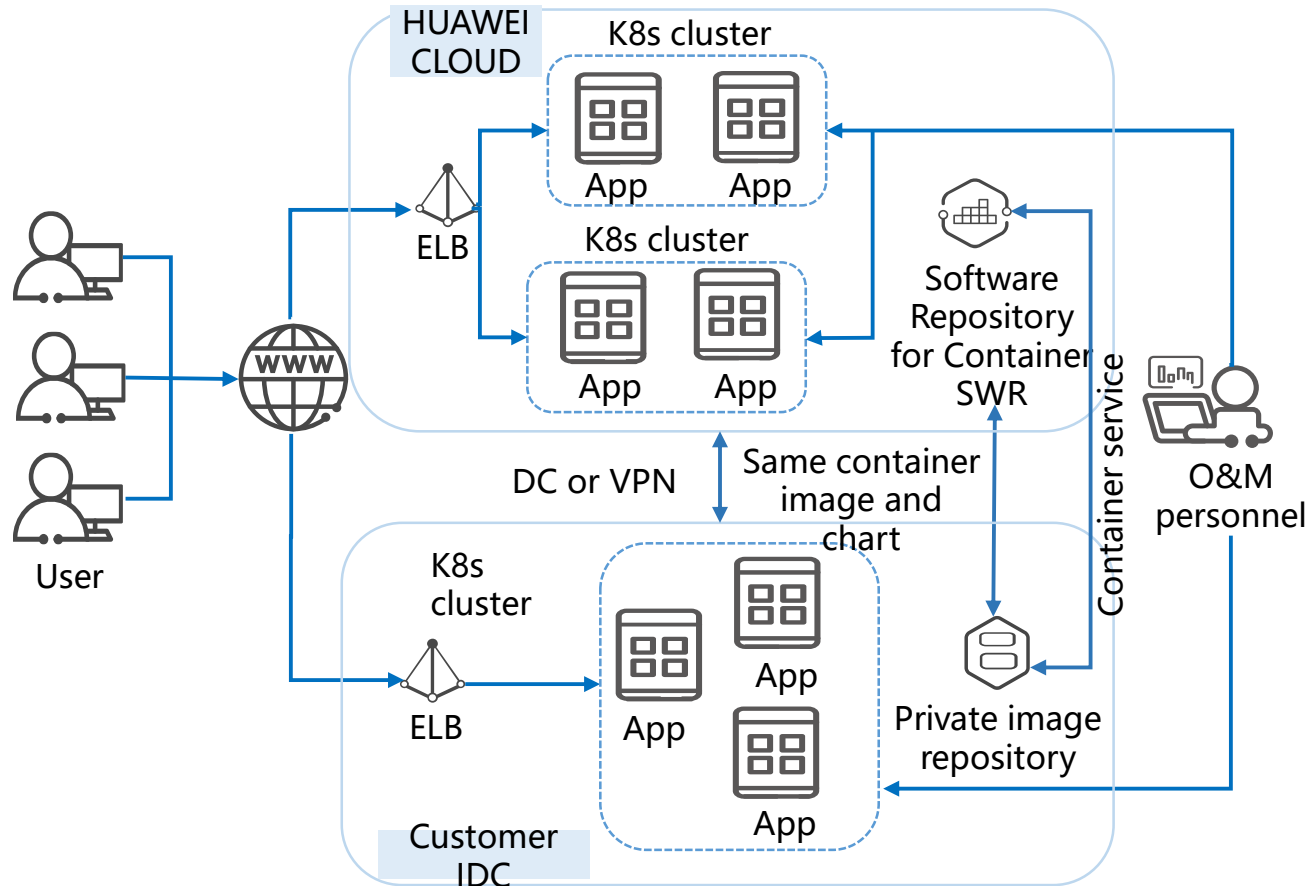 HUAWEI
CLOUD
K8s cluster
App
App
ELB
K8s cluster
App
App
Software
Repository
for Container
SWR
WWW
User
Container service
O&M
personnel
DC or VPN
Same container
image and
chart
K8s
cluster
ELB
App
App
App
Private image
repository
Customer
IDC